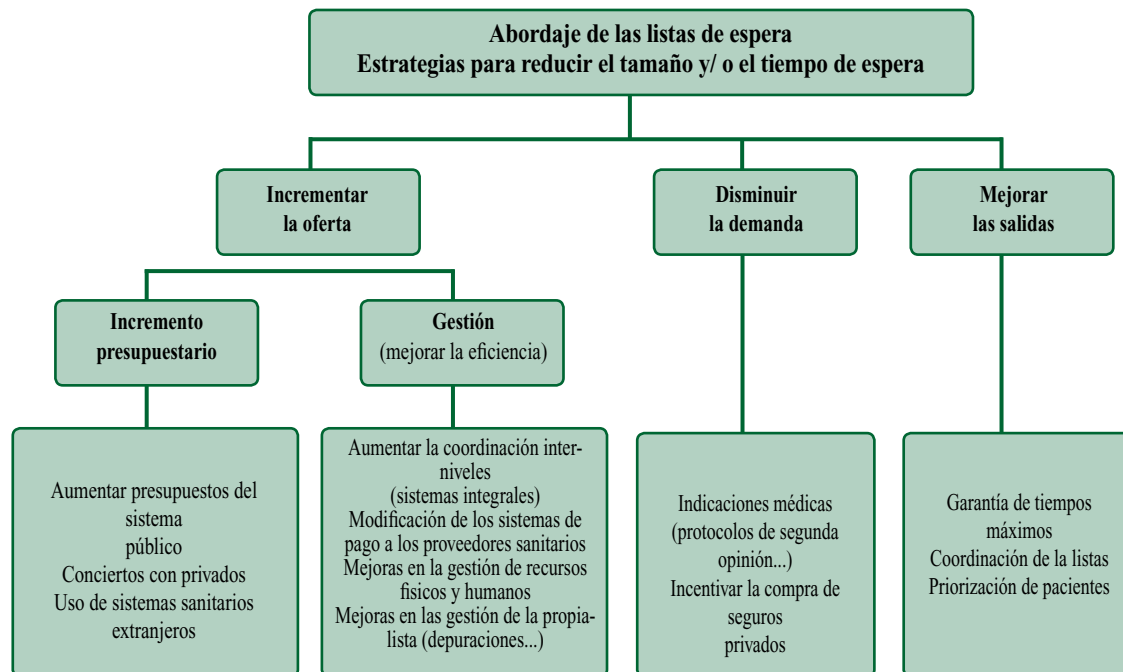 Abordaje de las listas de espera
Estrategias para reducir el tamaño y/ o el tiempo de espera
Incrementar
la oferta
Disminuir
la demanda
Mejorar
las salidas
Incremento
presupuestario
Gestión
(mejorar la eficiencia)
Aumentar presupuestos del
sistema
público
Conciertos con privados
Uso de sistemas sanitarios
extranjeros
Aumentar la coordinación inter-
niveles
(sistemas integrales)
Modificación de los sistemas de
pago a los proveedores sanitarios
Mejoras en la gestión de recursos
fisicos y humanos
Mejoras en las gestión de la propia-
lista (depuraciones...)
Indicaciones médicas
(protocolos de segunda
opinión...)
Incentivar la compra de
seguros
privados
Garantía de tiempos
máximos
Coordinación de la listas
Priorización de pacientes